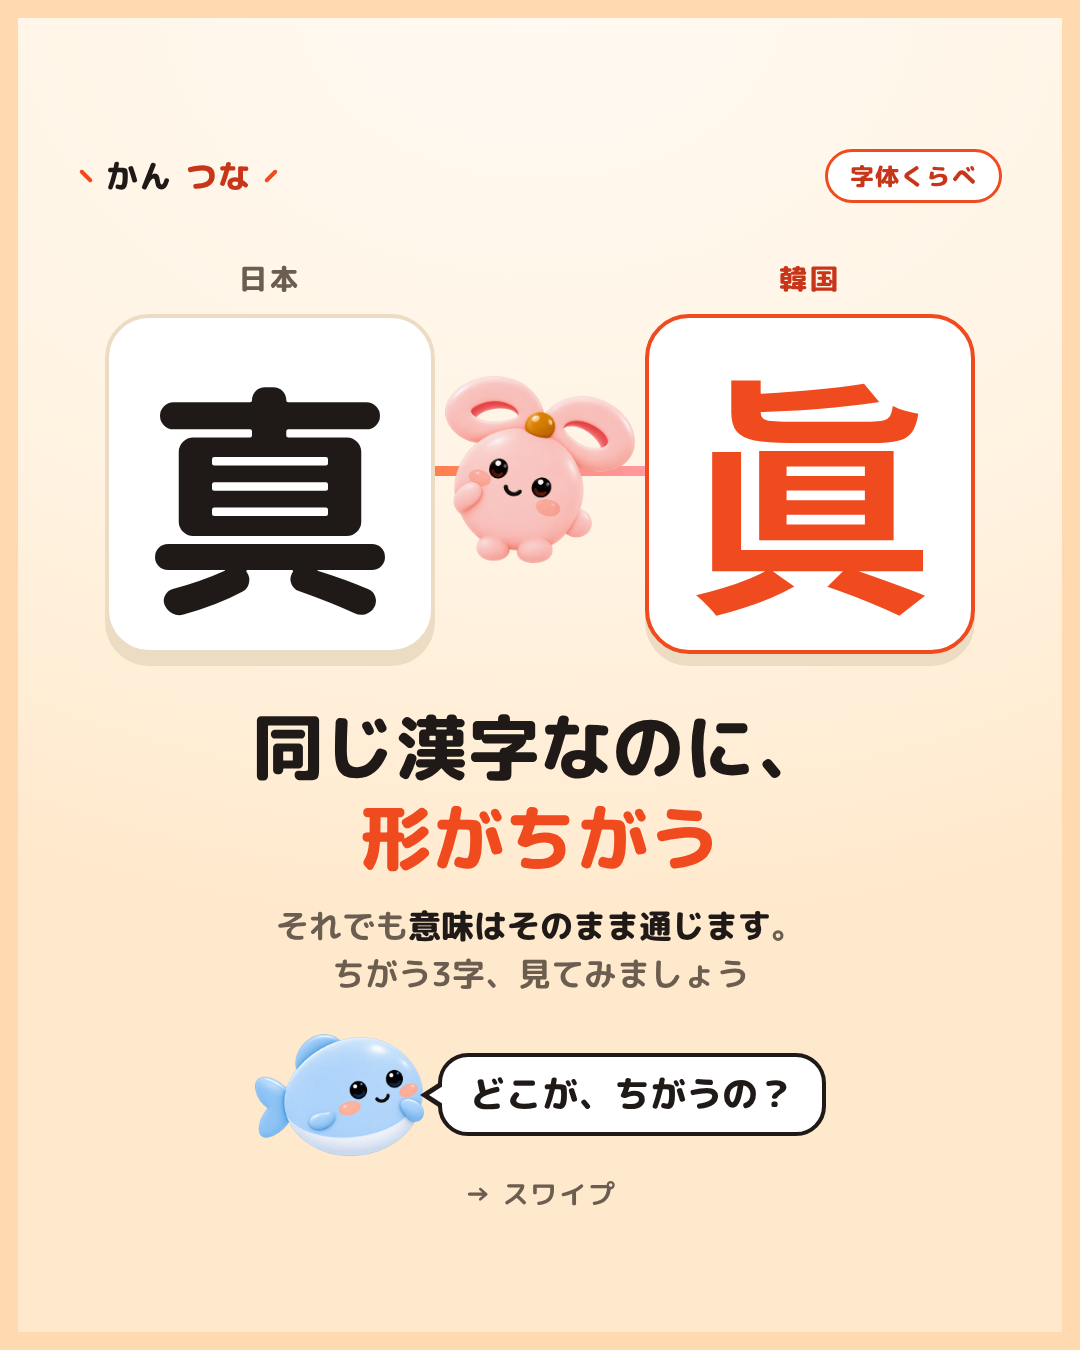 かん つな
字体くらべ
日本
韓国
真
眞
同じ漢字なのに、
形がちがう
それでも意味はそのまま通じます。
ちがう3字、見てみましょう
どこが、ちがうの？
→ スワイプ